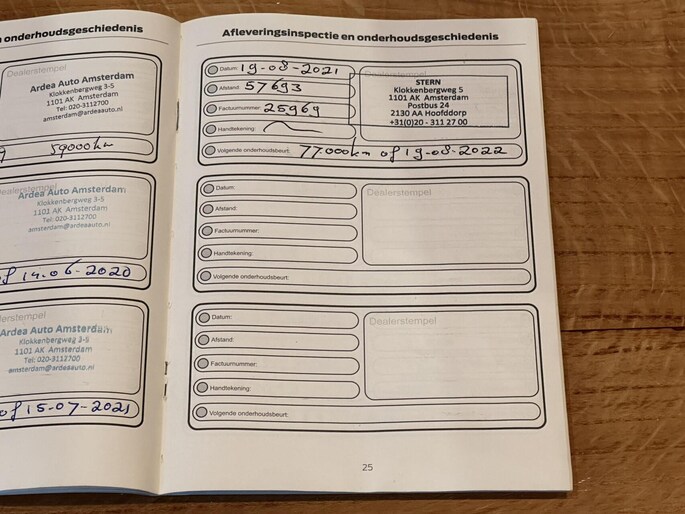 n onderhoudsgeschiedenis
Dealerstempel
Ardea Auto Amsterdam
Klokkenbergweg 3-5
1101 AK Amsterdam
Tel: 020-3112700
amsterdam@ardeaauto.nl
59000km
Dealerstempel
Ardea Auto Amsterdam
Klokkenbergweg 3-5
1101 AK Amsterdam
Tel: 020-3112700
amsterdam@ardeaauto.nl
of 14-06-2020
lerstempel
Ardea Auto Amsterdam
Klokkenbergweg 3-5
1101 AK Amsterdam
Tel: 020-3112700
amsterdam@ardeaauto.nl
of 15-07-2021
Afleveringsinspectie en onderhoudsgeschiedenis
Datum: 19-08-2021
Afstand: 57693
Factuurnummer: 25969
Handtekening:
Dealerstempel
STERN
Klokkenbergweg 5
1101 AK Amsterdam
Postbus 24
2130 AA Hoofddorp
+31(0)20 - 311 27 00
Volgende onderhoudsbeurt: 77000km of 19-08-2022
Datum:
Afstand:
Factuurnummer:
Handtekening:
Dealerstempel
Volgende onderhoudsbeurt:
Datum:
Afstand:
Factuurnummer:
Handtekening:
Dealerstempel
Volgende onderhoudsbeurt:
25